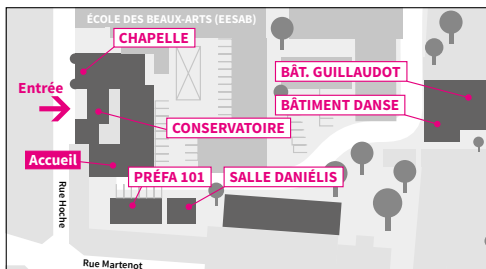 ÉCOLE DES BEAUX-ARTS (EESAB)
CHAPELLE
BÂT. GUILLAUDOT
Entrée
BÂTIMENT DANSE
CONSERVATOIRE
Accueil
PRÉFA 101
SALLE DANIÉLIS
Rue Hoche
Rue Martenot